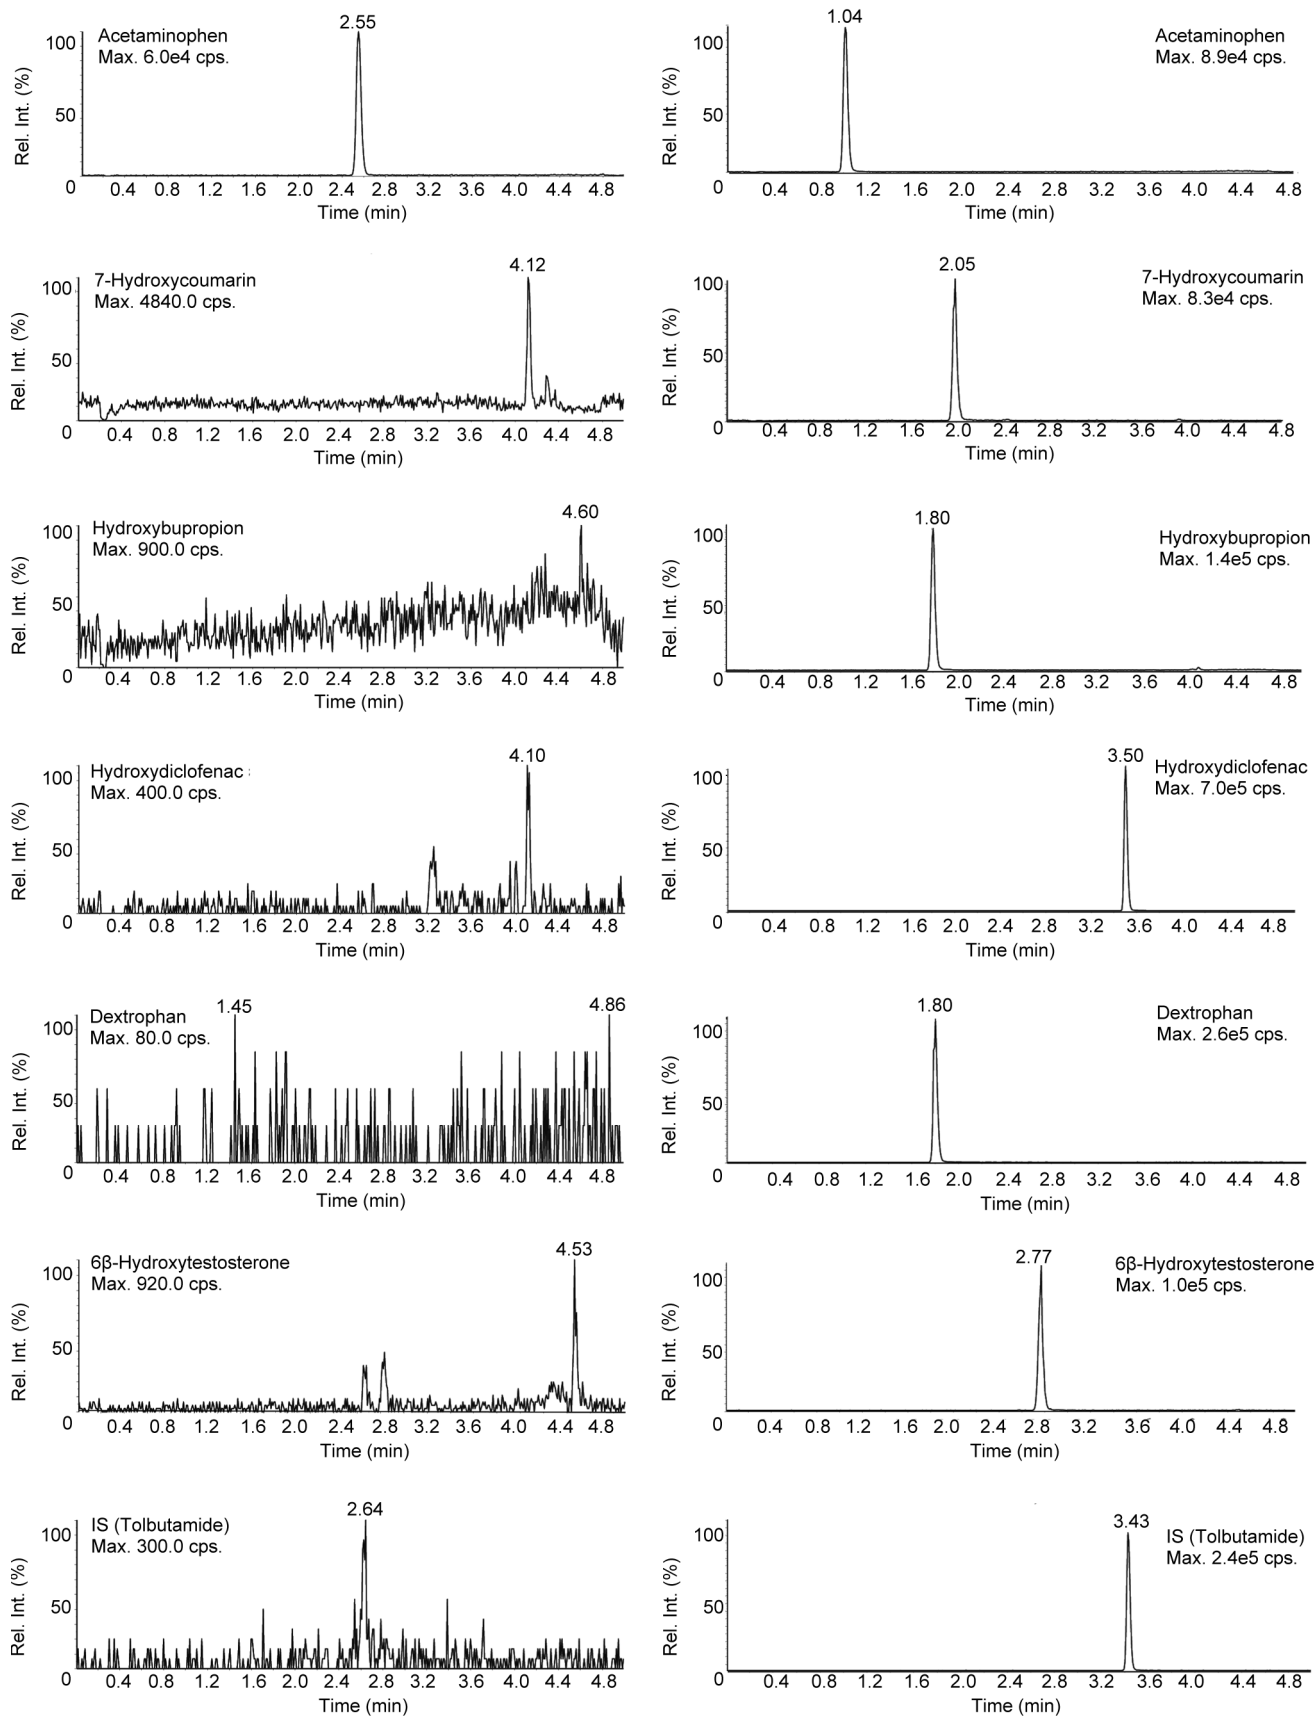 2.55
Acetaminophen
Max. 6.0e4 cps.
100
50
0
Rel. Int. (%)
0.4 0.8 1.2 1.6 2.0 2.4 2.8 3.2 3.6 4.0 4.4 4.8
Time (min)
1.04
Acetaminophen
Max. 8.9e4 cps.
100
50
0
Rel. Int. (%)
0.4 0.8 1.2 1.6 2.0 2.4 2.8 3.2 3.6 4.0 4.4 4.8
Time (min)
4.12
7-Hydroxycoumarin
Max. 4840.0 cps.
100
50
0
Rel. Int. (%)
0.4 0.8 1.2 1.6 2.0 2.4 2.8 3.2 3.6 4.0 4.4 4.8
Time (min)
2.05
7-Hydroxycoumarin
Max. 8.3e4 cps.
100
50
0
Rel. Int. (%)
0.4 0.8 1.2 1.6 2.0 2.4 2.8 3.2 3.6 4.0 4.4 4.8
Time (min)
4.60
Hydroxybupropion
Max. 900.0 cps.
100
50
0
Rel. Int. (%)
0.4 0.8 1.2 1.6 2.0 2.4 2.8 3.2 3.6 4.0 4.4 4.8
Time (min)
1.80
Hydroxybupropion
Max. 1.4e5 cps.
100
50
0
Rel. Int. (%)
0.4 0.8 1.2 1.6 2.0 2.4 2.8 3.2 3.6 4.0 4.4 4.8
Time (min)
4.10
Hydroxydiclofenac :
Max. 400.0 cps.
100
50
0
Rel. Int. (%)
0.4 0.8 1.2 1.6 2.0 2.4 2.8 3.2 3.6 4.0 4.4 4.8
Time (min)
3.50
Hydroxydiclofenac
Max. 7.0e5 cps.
100
50
0
Rel. Int. (%)
0.4 0.8 1.2 1.6 2.0 2.4 2.8 3.2 3.6 4.0 4.4 4.8
Time (min)
1.45 4.86
Dextrophan
Max. 80.0 cps.
100
50
0
Rel. Int. (%)
0.4 0.8 1.2 1.6 2.0 2.4 2.8 3.2 3.6 4.0 4.4 4.8
Time (min)
1.80
Dextrophan
Max. 2.6e5 cps.
100
50
0
Rel. Int. (%)
0.4 0.8 1.2 1.6 2.0 2.4 2.8 3.2 3.6 4.0 4.4 4.8
Time (min)
4.53
6β-Hydroxytestosterone
Max. 920.0 cps.
100
50
0
Rel. Int. (%)
0.4 0.8 1.2 1.6 2.0 2.4 2.8 3.2 3.6 4.0 4.4 4.8
Time (min)
2.77
6β-Hydroxytestosterone
Max. 1.0e5 cps.
100
50
0
Rel. Int. (%)
0.4 0.8 1.2 1.6 2.0 2.4 2.8 3.2 3.6 4.0 4.4 4.8
Time (min)
2.64
IS (Tolbutamide)
Max. 300.0 cps.
100
50
0
Rel. Int. (%)
0.4 0.8 1.2 1.6 2.0 2.4 2.8 3.2 3.6 4.0 4.4 4.8
Time (min)
3.43
IS (Tolbutamide)
Max. 2.4e5 cps.
100
50
0
Rel. Int. (%)
0.4 0.8 1.2 1.6 2.0 2.4 2.8 3.2 3.6 4.0 4.4 4.8
Time (min)